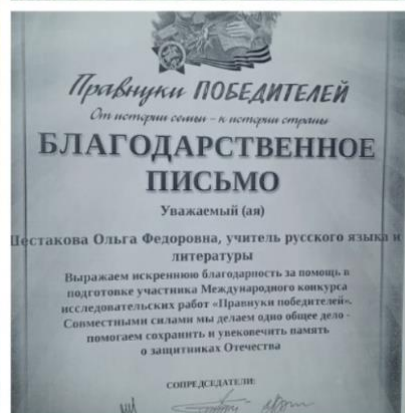 Правнуки ПОБЕДИТЕЛЕЙ
От истории семьи – к истории страны
БЛАГОДАРСТВЕННОЕ
ПИСЬМО
Уважаемый (ая)
Шестакова Ольга Федоровна, учитель русского языка и
литературы
Выражаем искреннюю благодарность за помощь в
подготовке участника Международного конкурса
исследовательских работ «Правнуки победителей».
Совместными силами мы делаем одно общее дело -
помогаем сохранить и увековечить память
о защитниках Отечества
СОПРЕДСЕДАТЕЛИ: